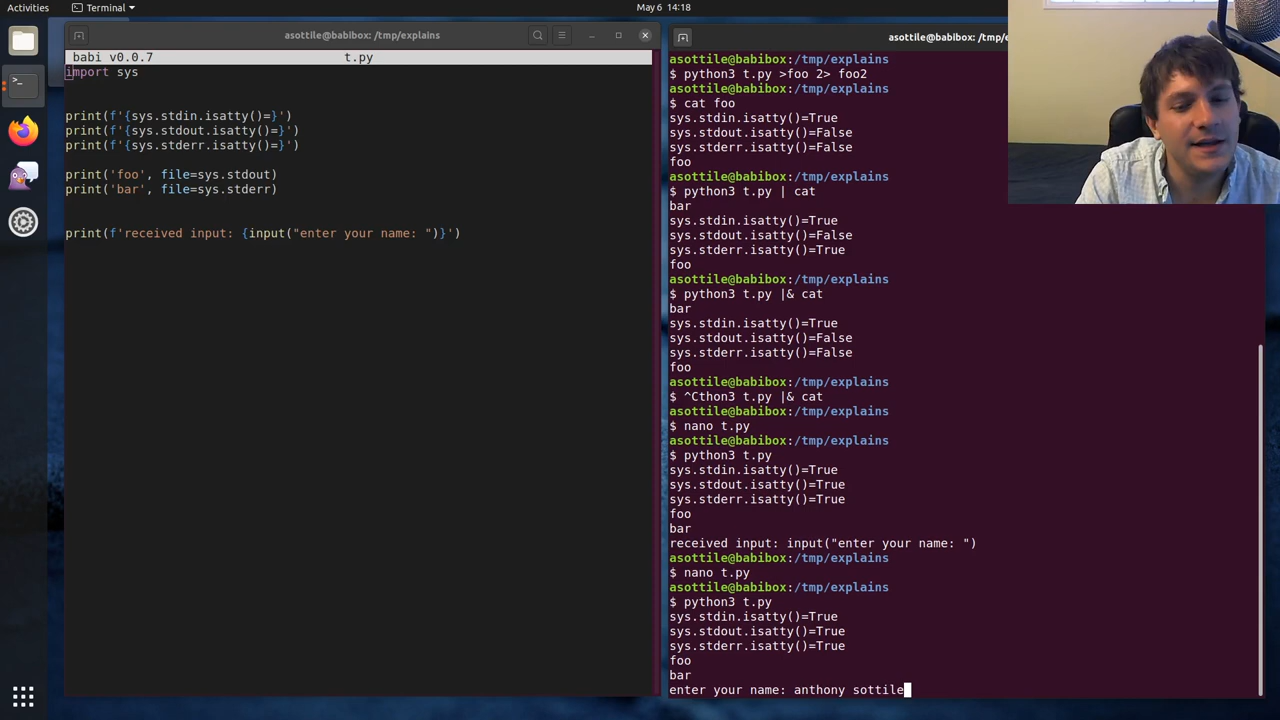 Activities
Terminal
May 6 14:18
asottile@babibox: /tmp/explains
babi v0.0.7
t.py
import sys
print(f'{sys.stdin.isatty()=}')
print(f'{sys.stdout.isatty()=}')
print(f'{sys.stderr.isatty()=}')
print('foo', file=sys.stdout)
print('bar', file=sys.stderr)
print(f'received input: {input("enter your name: ")}')
asottile@babibox: /tmp/
asottile@babibox:/tmp/explains
$ python3 t.py >foo 2> foo2
asottile@babibox:/tmp/explains
$ cat foo
sys.stdin.isatty()=True
sys.stdout.isatty()=False
sys.stderr.isatty()=False
foo
asottile@babibox:/tmp/explains
$ python3 t.py | cat
bar
sys.stdin.isatty()=True
sys.stdout.isatty()=False
sys.stderr.isatty()=True
foo
asottile@babibox:/tmp/explains
$ python3 t.py |& cat
bar
sys.stdin.isatty()=True
sys.stdout.isatty()=False
sys.stderr.isatty()=False
foo
asottile@babibox:/tmp/explains
$ ^Cthon3 t.py |& cat
asottile@babibox:/tmp/explains
$ nano t.py
asottile@babibox:/tmp/explains
$ python3 t.py
sys.stdin.isatty()=True
sys.stdout.isatty()=True
sys.stderr.isatty()=True
foo
bar
received input: input("enter your name: ")
asottile@babibox:/tmp/explains
$ nano t.py
asottile@babibox:/tmp/explains
$ python3 t.py
sys.stdin.isatty()=True
sys.stdout.isatty()=True
sys.stderr.isatty()=True
foo
bar
enter your name: anthony sottile